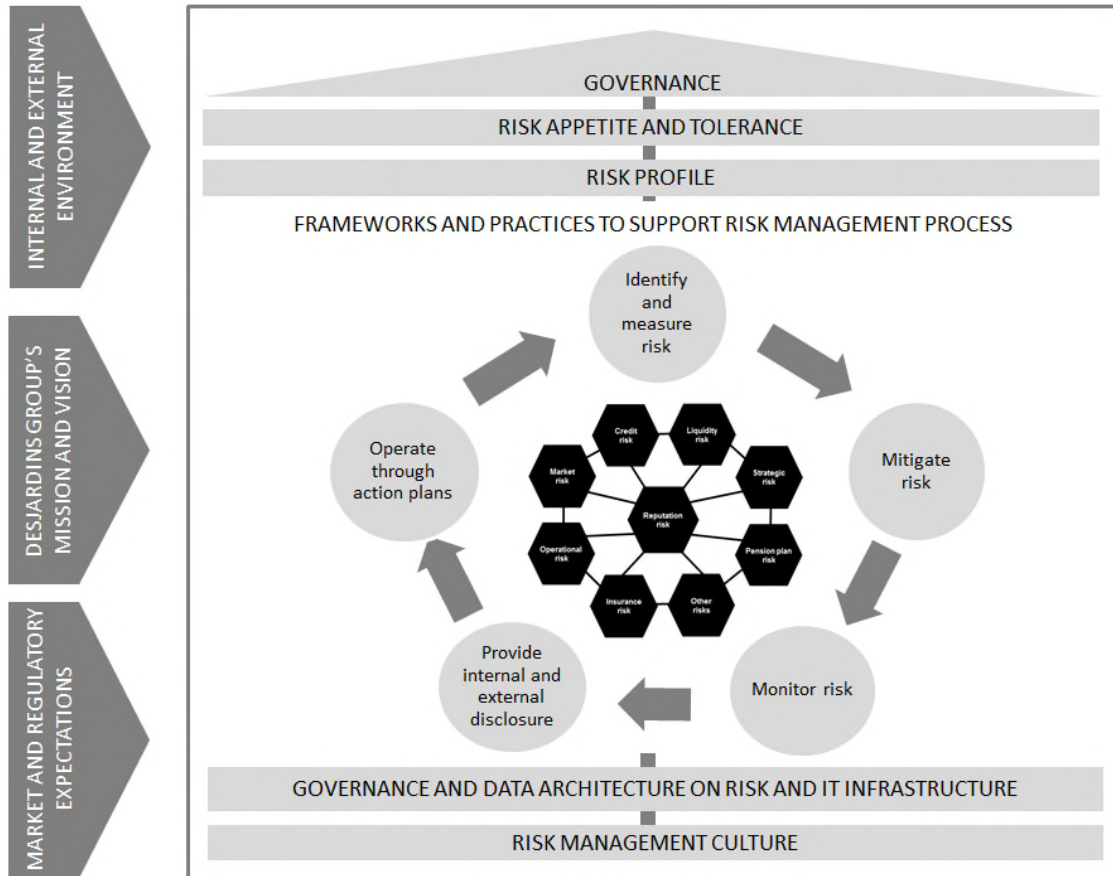 INTERNAL AND EXTERNAL
ENVIRONMENT
DESJARDINS GROUP'S
MISSION AND VISION
MARKET AND REGULATORY
EXPECTATIONS
GOVERNANCE
RISK APPETITE AND TOLERANCE
RISK PROFILE
FRAMEWORKS AND PRACTICES TO SUPPORT RISK MANAGEMENT PROCESS
Identify
and
measure
risk
Mitigate
risk
Monitor risk
Provide
internal and
external
disclosure
Operate
through
action plans
Credit
risk
Liquidity
risk
Market
risk
Strategic
risk
Reputation
risk
Operational
risk
Pension plan
risk
Insurance
risk
Other
risks
GOVERNANCE AND DATA ARCHITECTURE ON RISK AND IT INFRASTRUCTURE
RISK MANAGEMENT CULTURE